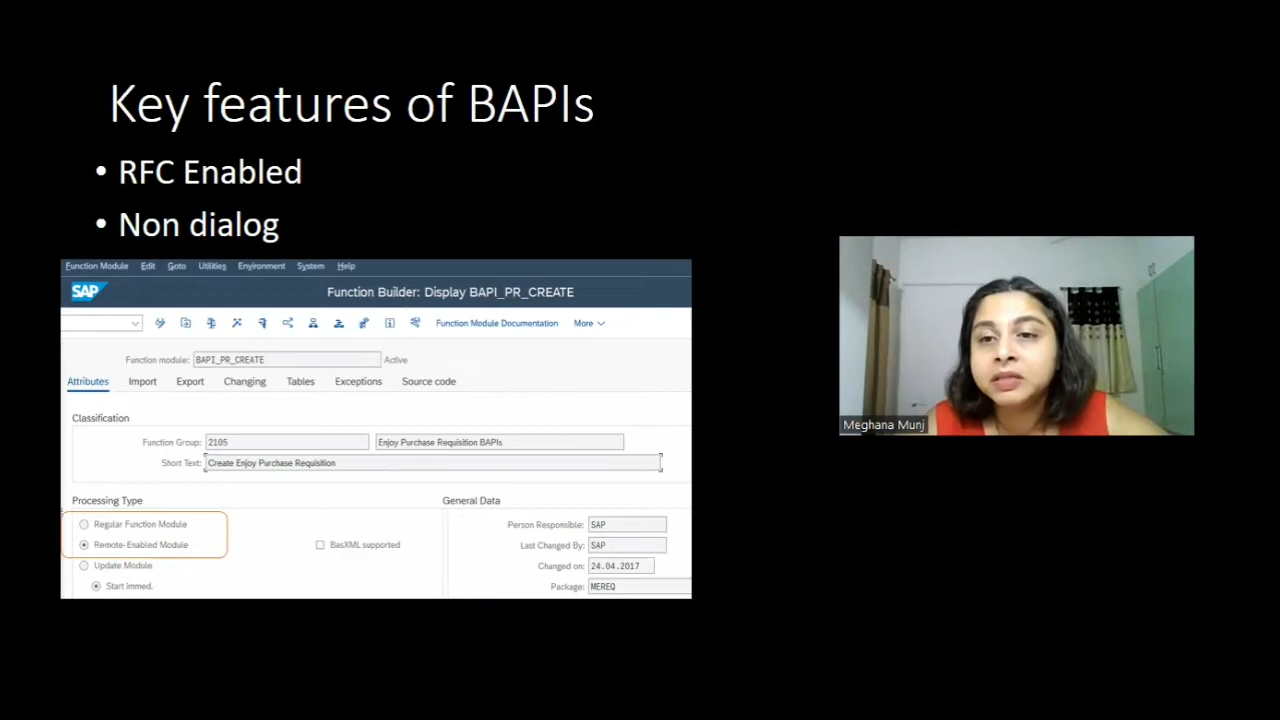 Key features of BAPIs
• RFC Enabled
• Non dialog
Function Module Edit Goto Utilities Environment System Help
SAP
Function Builder: Display BAPI_PR_CREATE
Function Module Documentation More
Function module: BAPI_PR_CREATE Active
Attributes Import Export Changing Tables Exceptions Source code
Classification
Function Group: 2105 Enjoy Purchase Requisition BAPIs
Short Text: Create Enjoy Purchase Requisition
Processing Type General Data
Regular Function Module Person Responsible: SAP
Remote-Enabled Module BasXML supported Last Changed By: SAP
Update Module Changed on: 24.04.2017
Start immed. Package: MEREQ
Meghana Munj